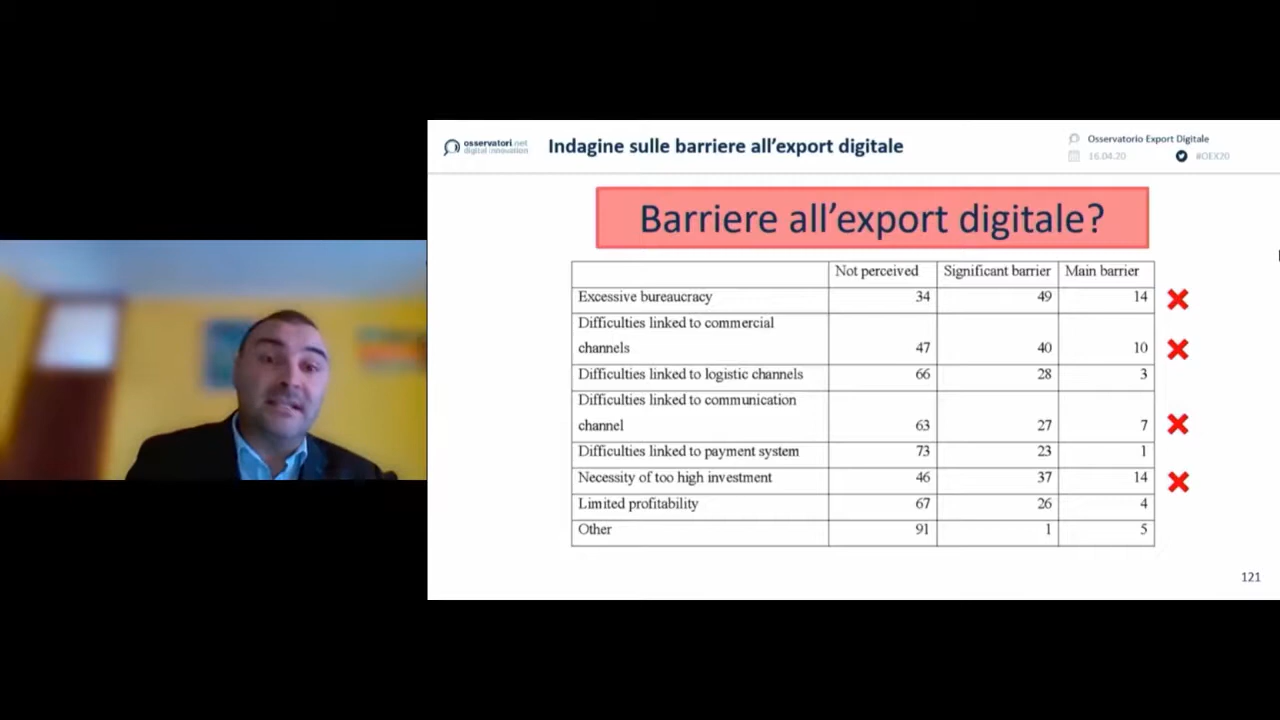 osservatori.net
digital innovation
Indagine sulle barriere all'export digitale
Osservatorio Export Digitale
16.04.20 #OEX20
Barriere all'export digitale?
Not perceived Significant barrier Main barrier
Excessive bureaucracy 34 49 14
Difficulties linked to commercial
channels 47 40 10
Difficulties linked to logistic channels 66 28 3
Difficulties linked to communication
channel 63 27 7
Difficulties linked to payment system 73 23 1
Necessity of too high investment 46 37 14
Limited profitability 67 26 4
Other 91 1 5
121